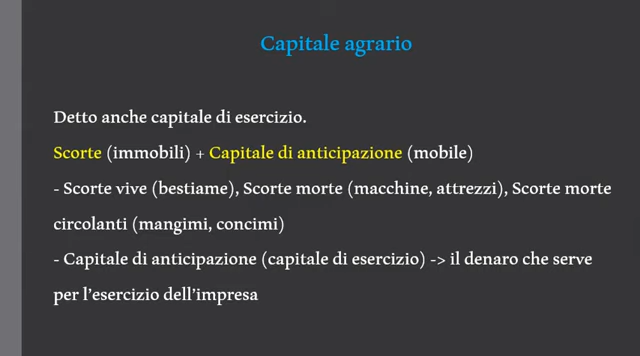 Capitale agrario
Detto anche capitale di esercizio.
Scorte (immobili) + Capitale di anticipazione (mobile)
- Scorte vive (bestiame), Scorte morte (macchine, attrezzi), Scorte morte
circolanti (mangimi, concimi)
- Capitale di anticipazione (capitale di esercizio) -> il denaro che serve
per l'esercizio dell'impresa